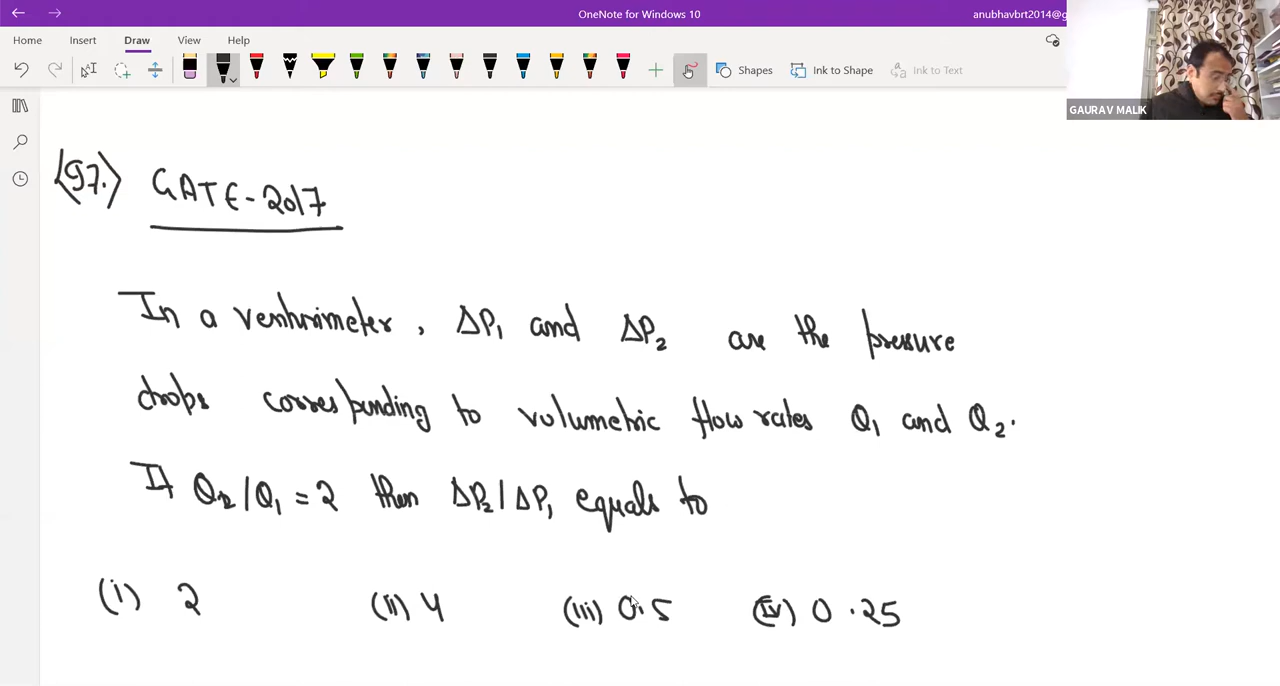 OneNote for Windows 10
anubhavbrt2014@g
Home Insert Draw View Help
Shapes Ink to Shape Ink to Text
GAURAV MALIK
(97.) GATE-2017
In a venturimeter, ΔP1 and ΔP2 are the pressure
drops corresponding to volumetric flow rates Q1 and Q2.
If Q2/Q1 = 2 then ΔP2/ΔP1 equals to
(i) 2 (ii) 4 (iii) 0.5 (iv) 0.25